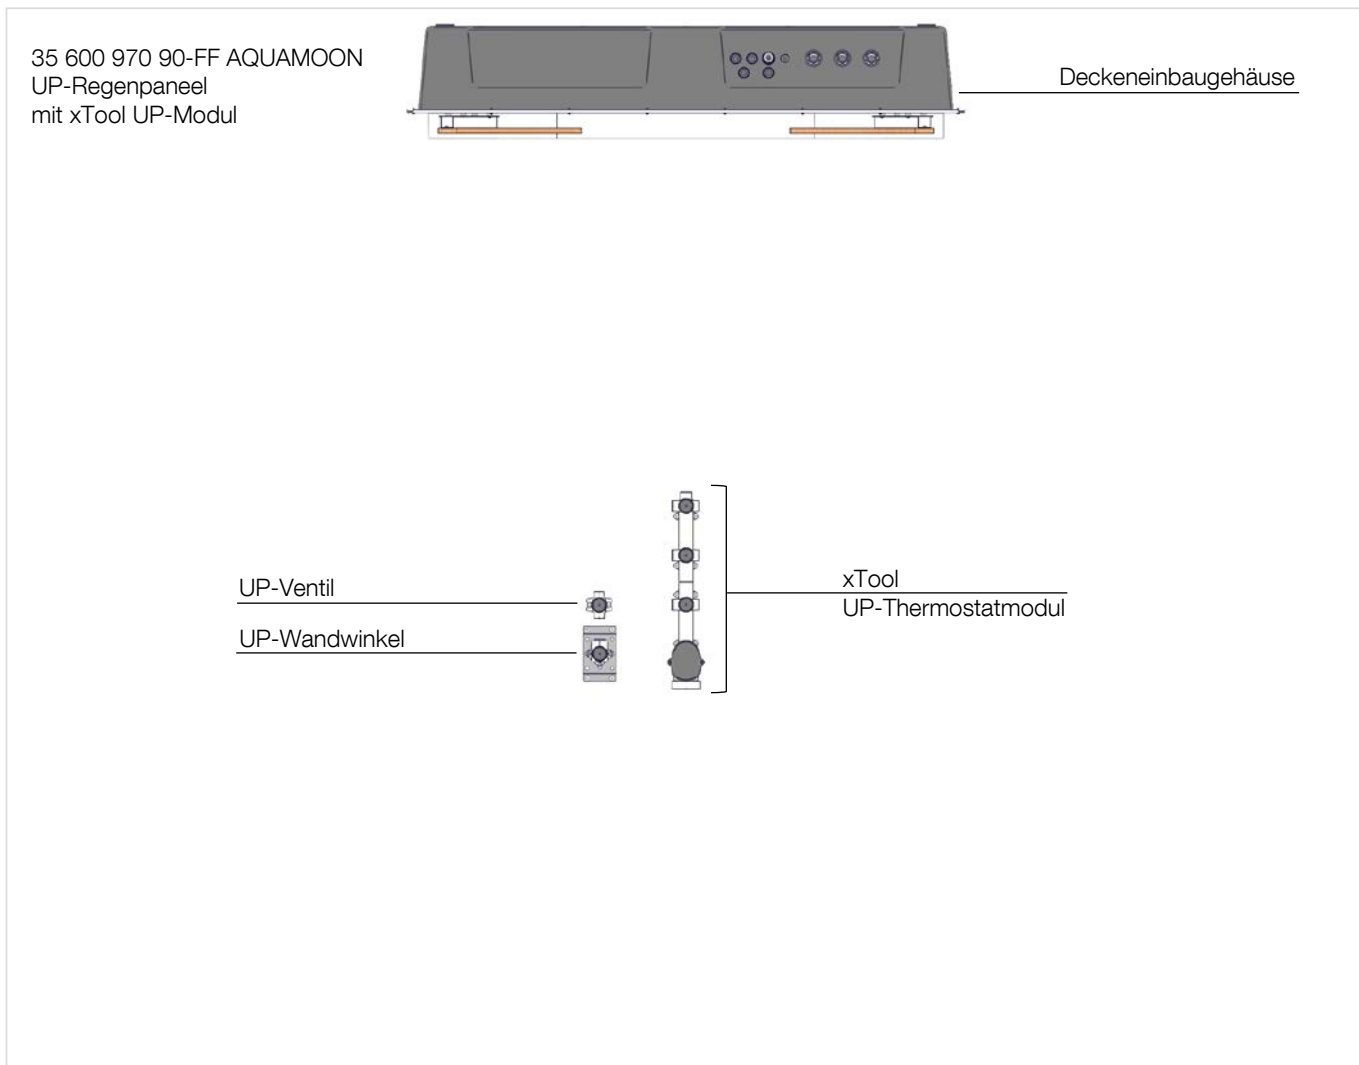 35 600 970 90-FF AQUAMOON
UP-Regenpaneel
mit xTool UP-Modul
Deckeneinbaugehäuse
UP-Ventil
UP-Wandwinkel
xTool
UP-Thermostatmodul